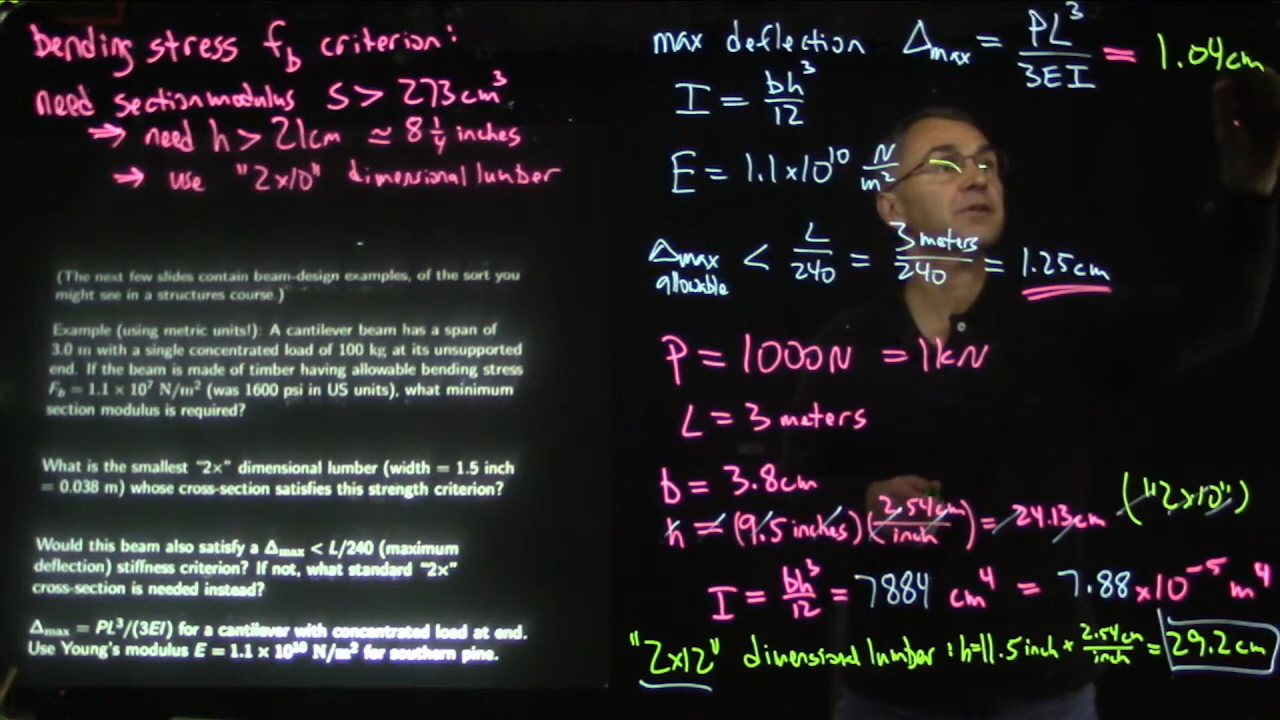 bending stress f_b criterion:
need section modulus S > 273 cm³
⇒ need h > 21cm ≃ 8 1/4 inches
→ use "2x10" dimensional lumber
(The next few slides contain beam-design examples, of the sort you
might see in a structures course.)
Example (using metric units!): A cantilever beam has a span of
3.0 m with a single concentrated load of 100 kg at its unsupported
end. If the beam is made of timber having allowable bending stress
F_b = 1.1 × 10⁷ N/m² (was 1600 psi in US units), what minimum
section modulus is required?
What is the smallest "2×" dimensional lumber (width = 1.5 inch
= 0.038 m) whose cross-section satisfies this strength criterion?
Would this beam also satisfy a Δ_max < L/240 (maximum
deflection) stiffness criterion? If not, what standard "2×"
cross-section is needed instead?
Δ_max = PL³/(3EI) for a cantilever with concentrated load at end.
Use Young's modulus E = 1.1 × 10¹⁰ N/m² for southern pine.
max deflection Δ_max = PL³/3EI = 1.04cm
I = bh³/12
E = 1.1x10¹⁰ N/m²
Δmax allowable < L/240 = 3 meters/240 = 1.25cm
P = 1000N = 1kN
L = 3 meters
b = 3.8cm
h = (9.5 inches)(2.54cm/inch) = 24.13cm ("2x10")
I = bh³/12 = 7884 cm⁴ = 7.88x10⁻⁵ m⁴
"2x12" dimensional lumber: h=11.5inch * 2.54cm/inch = 29.2cm